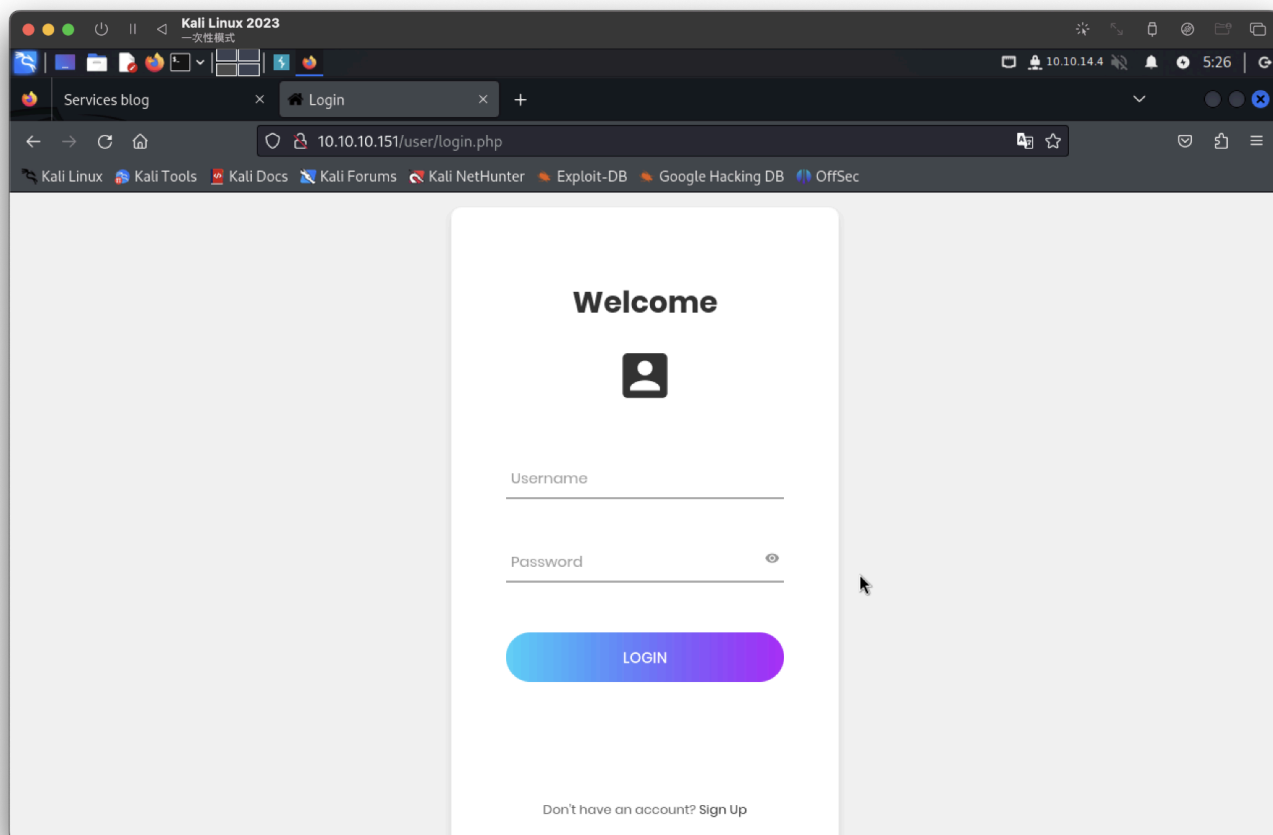 Kali Linux 2023
一次性模式
10.10.14.4
5:26
Services blog
Login
10.10.10.151/user/login.php
Kali Linux
Kali Tools
Kali Docs
Kali Forums
Kali NetHunter
Exploit-DB
Google Hacking DB
OffSec
Welcome
Username
Password
LOGIN
Don't have an account? Sign Up